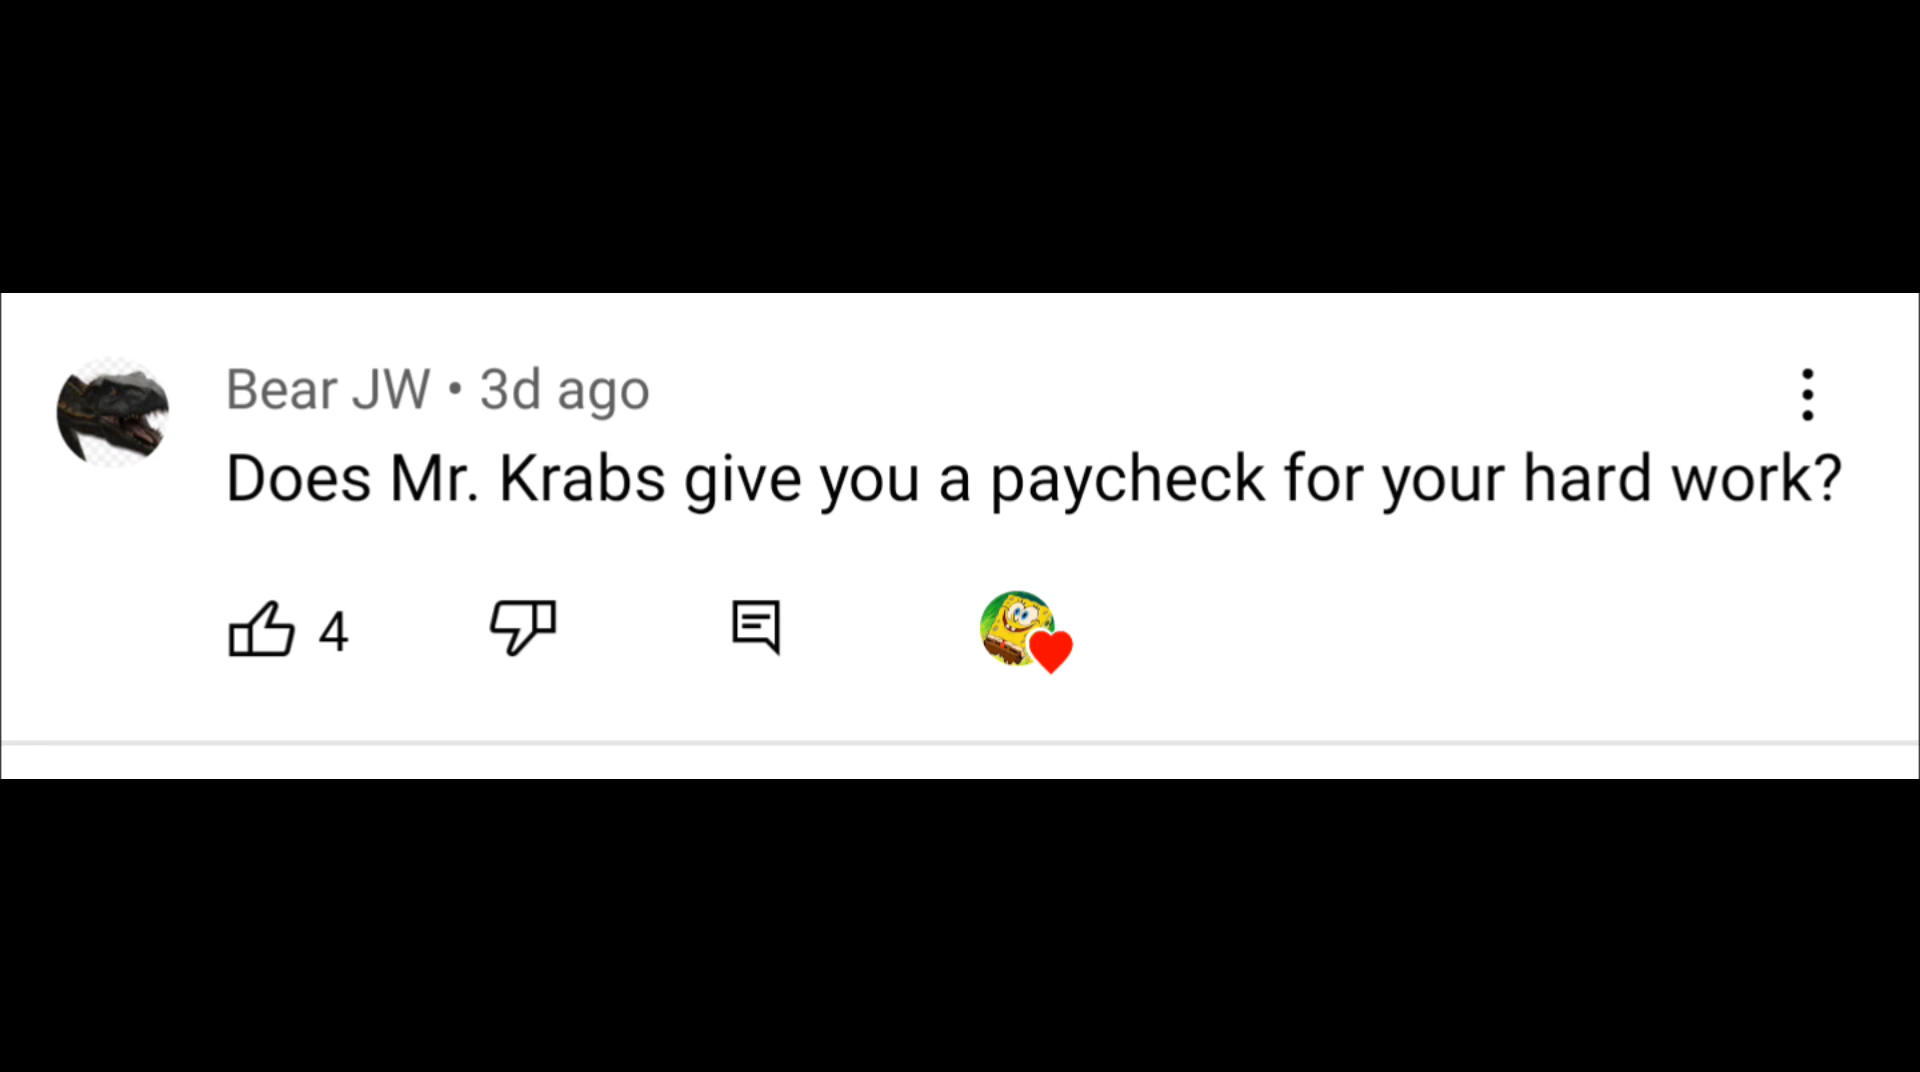 Bear JW • 3d ago
Does Mr. Krabs give you a paycheck for your hard work?
4